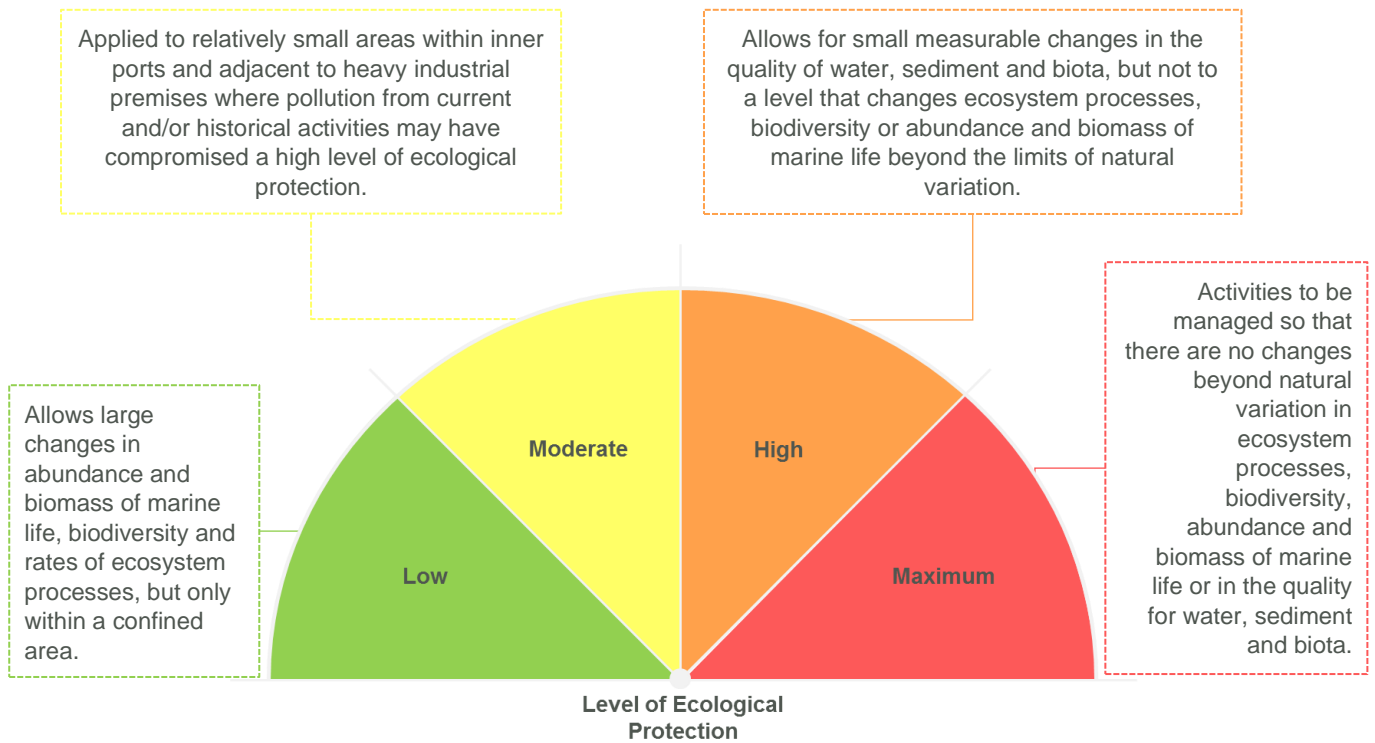 Applied to relatively small areas within inner
ports and adjacent to heavy industrial
premises where pollution from current
and/or historical activities may have
compromised a high level of ecological
protection.
Allows for small measurable changes in the
quality of water, sediment and biota, but not to
a level that changes ecosystem processes,
biodiversity or abundance and biomass of
marine life beyond the limits of natural
variation.
Allows large
changes in
abundance and
biomass of marine
life, biodiversity and
rates of ecosystem
processes, but only
within a confined
area.
Activities to be
managed so that
there are no changes
beyond natural
variation in
ecosystem
processes,
biodiversity,
abundance and
biomass of marine
life or in the quality
for water, sediment
and biota.
Low
Moderate
High
Maximum
Level of Ecological
Protection